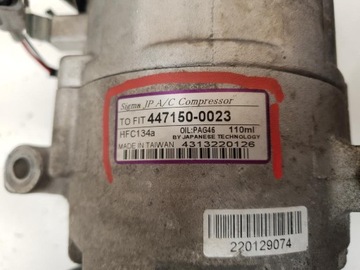 Sigma JP A/C Compressor
TO FIT 447150-0023
HFC134a OIL:PAG46 110ml
BY JAPANESE TECHNOLOGY
MADE IN TAIWAN 4313220126
220129074